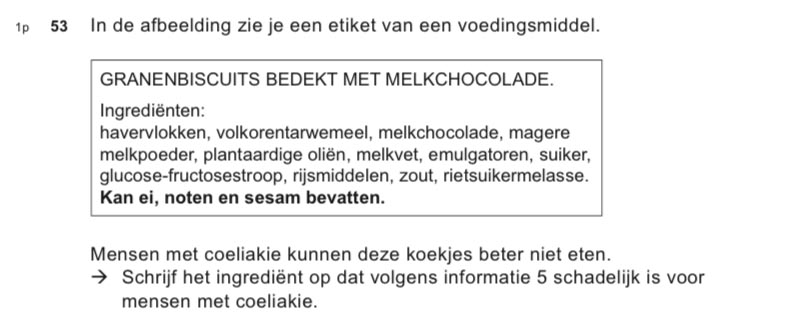 1p 53 In de afbeelding zie je een etiket van een voedingsmiddel.
GRANENBISCUITS BEDEKT MET MELKCHOCOLADE.
Ingrediënten:
havervlokken, volkorentarwemeel, melkchocolade, magere
melkpoeder, plantaardige oliën, melkvet, emulgatoren, suiker,
glucose-fructosestroop, rijsmiddelen, zout, rietsuikermelasse.
Kan ei, noten en sesam bevatten.
Mensen met coeliakie kunnen deze koekjes beter niet eten.
→ Schrijf het ingrediënt op dat volgens informatie 5 schadelijk is voor
mensen met coeliakie.